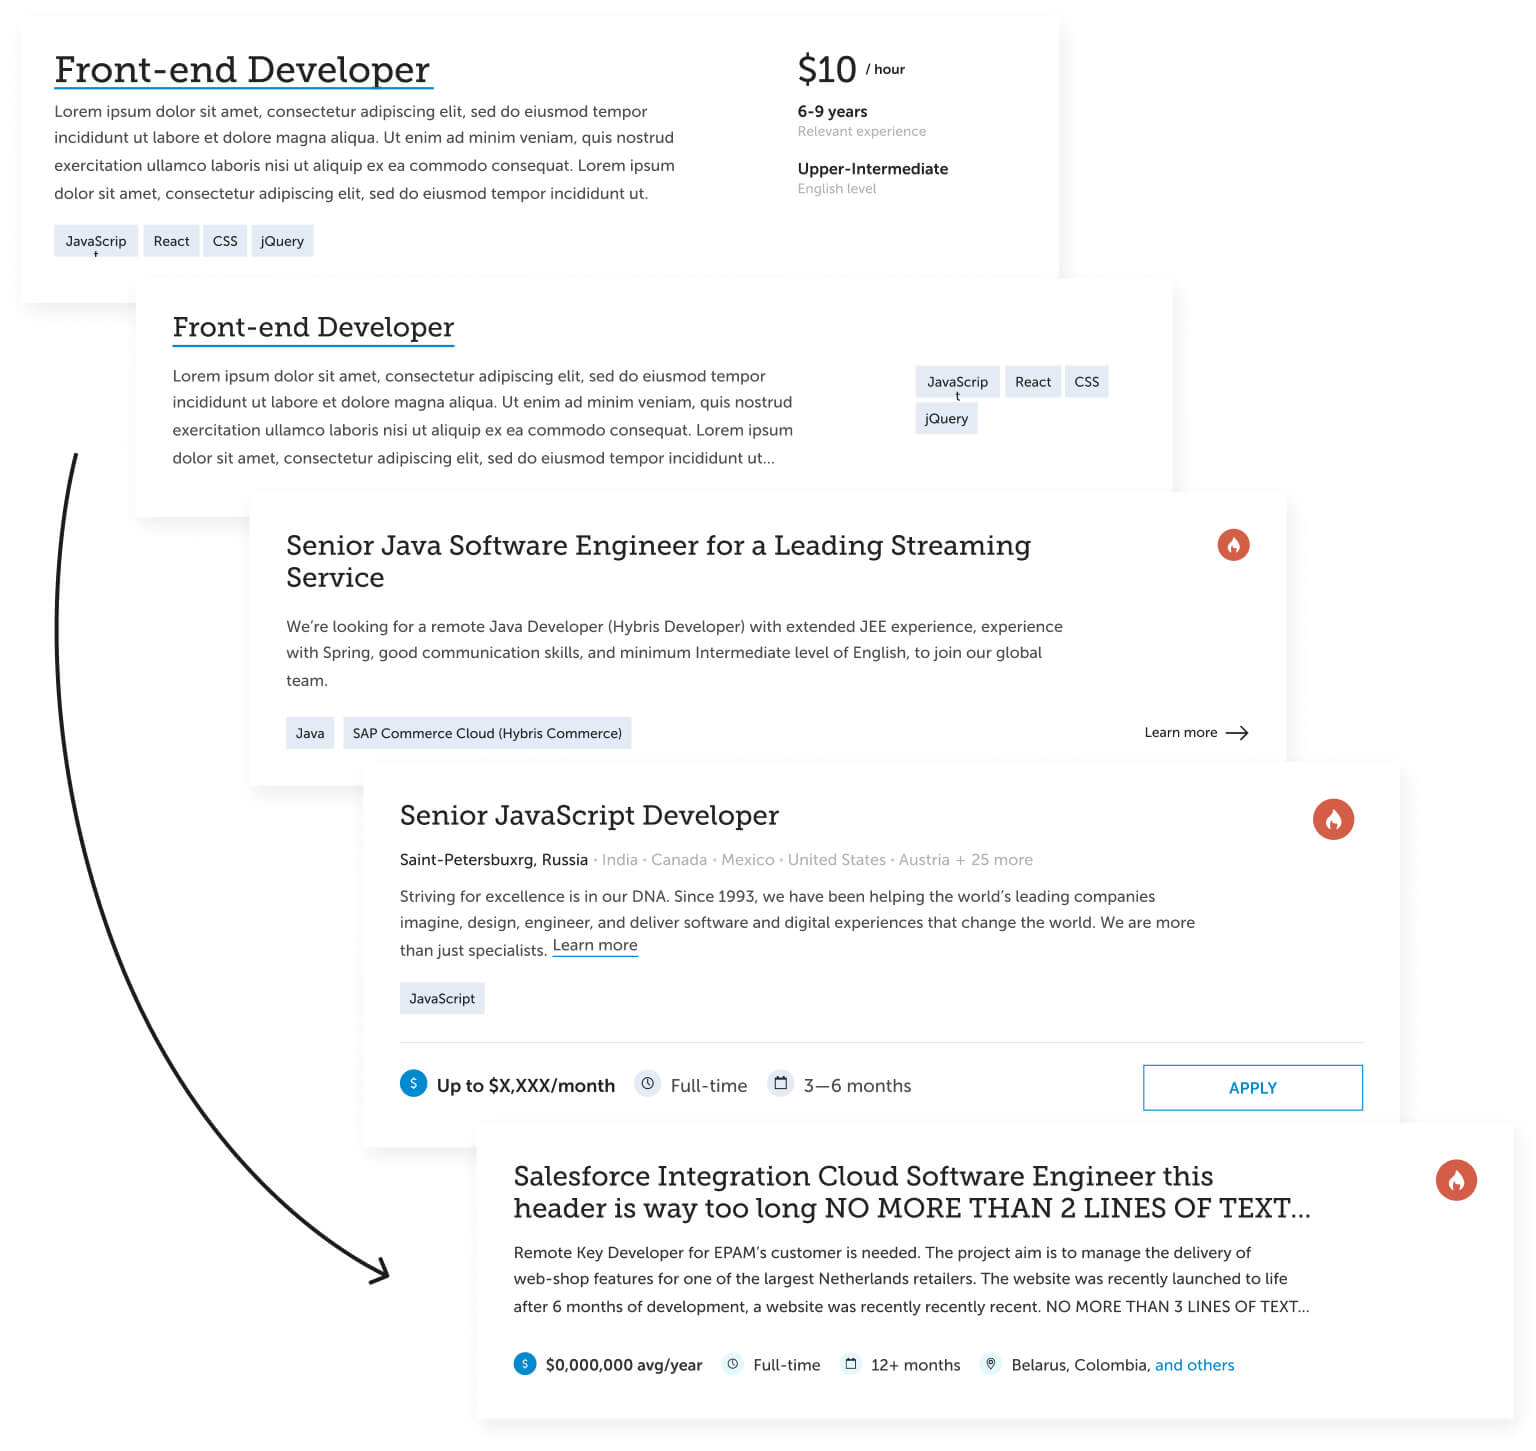 Front-end Developer
$10 / hour
Lorem ipsum dolor sit amet, consectetur adipiscing elit, sed do eiusmod tempor
incididunt ut labore et dolore magna aliqua. Ut enim ad minim veniam, quis nostrud
exercitation ullamco laboris nisi ut aliquip ex ea commodo consequat. Lorem ipsum
dolor sit amet, consectetur adipiscing elit, sed do eiusmod tempor incididunt ut.
6-9 years
Relevant experience
Upper-Intermediate
English level
JavaScrip
t
React
CSS
jQuery
Front-end Developer
Lorem ipsum dolor sit amet, consectetur adipiscing elit, sed do eiusmod tempor
incididunt ut labore et dolore magna aliqua. Ut enim ad minim veniam, quis nostrud
exercitation ullamco laboris nisi ut aliquip ex ea commodo consequat. Lorem ipsum
dolor sit amet, consectetur adipiscing elit, sed do eiusmod tempor incididunt ut...
JavaScrip
t
React
CSS
jQuery
Senior Java Software Engineer for a Leading Streaming
Service
We're looking for a remote Java Developer (Hybris Developer) with extended JEE experience, experience
with Spring, good communication skills, and minimum Intermediate level of English, to join our global
team.
Java
SAP Commerce Cloud (Hybris Commerce)
Learn more
Senior JavaScript Developer
Saint-Petersbuxrg, Russia • India • Canada • Mexico • United States • Austria + 25 more
Striving for excellence is in our DNA. Since 1993, we have been helping the world's leading companies
imagine, design, engineer, and deliver software and digital experiences that change the world. We are more
than just specialists. Learn more
JavaScript
$ Up to $X,XXX/month
Full-time
3—6 months
APPLY
Salesforce Integration Cloud Software Engineer this
header is way too long NO MORE THAN 2 LINES OF TEXT...
Remote Key Developer for EPAM's customer is needed. The project aim is to manage the delivery of
web-shop features for one of the largest Netherlands retailers. The website was recently launched to life
after 6 months of development, a website was recently recently recent. NO MORE THAN 3 LINES OF TEXT...
$ $0,000,000 avg/year
Full-time
12+ months
Belarus, Colombia, and others